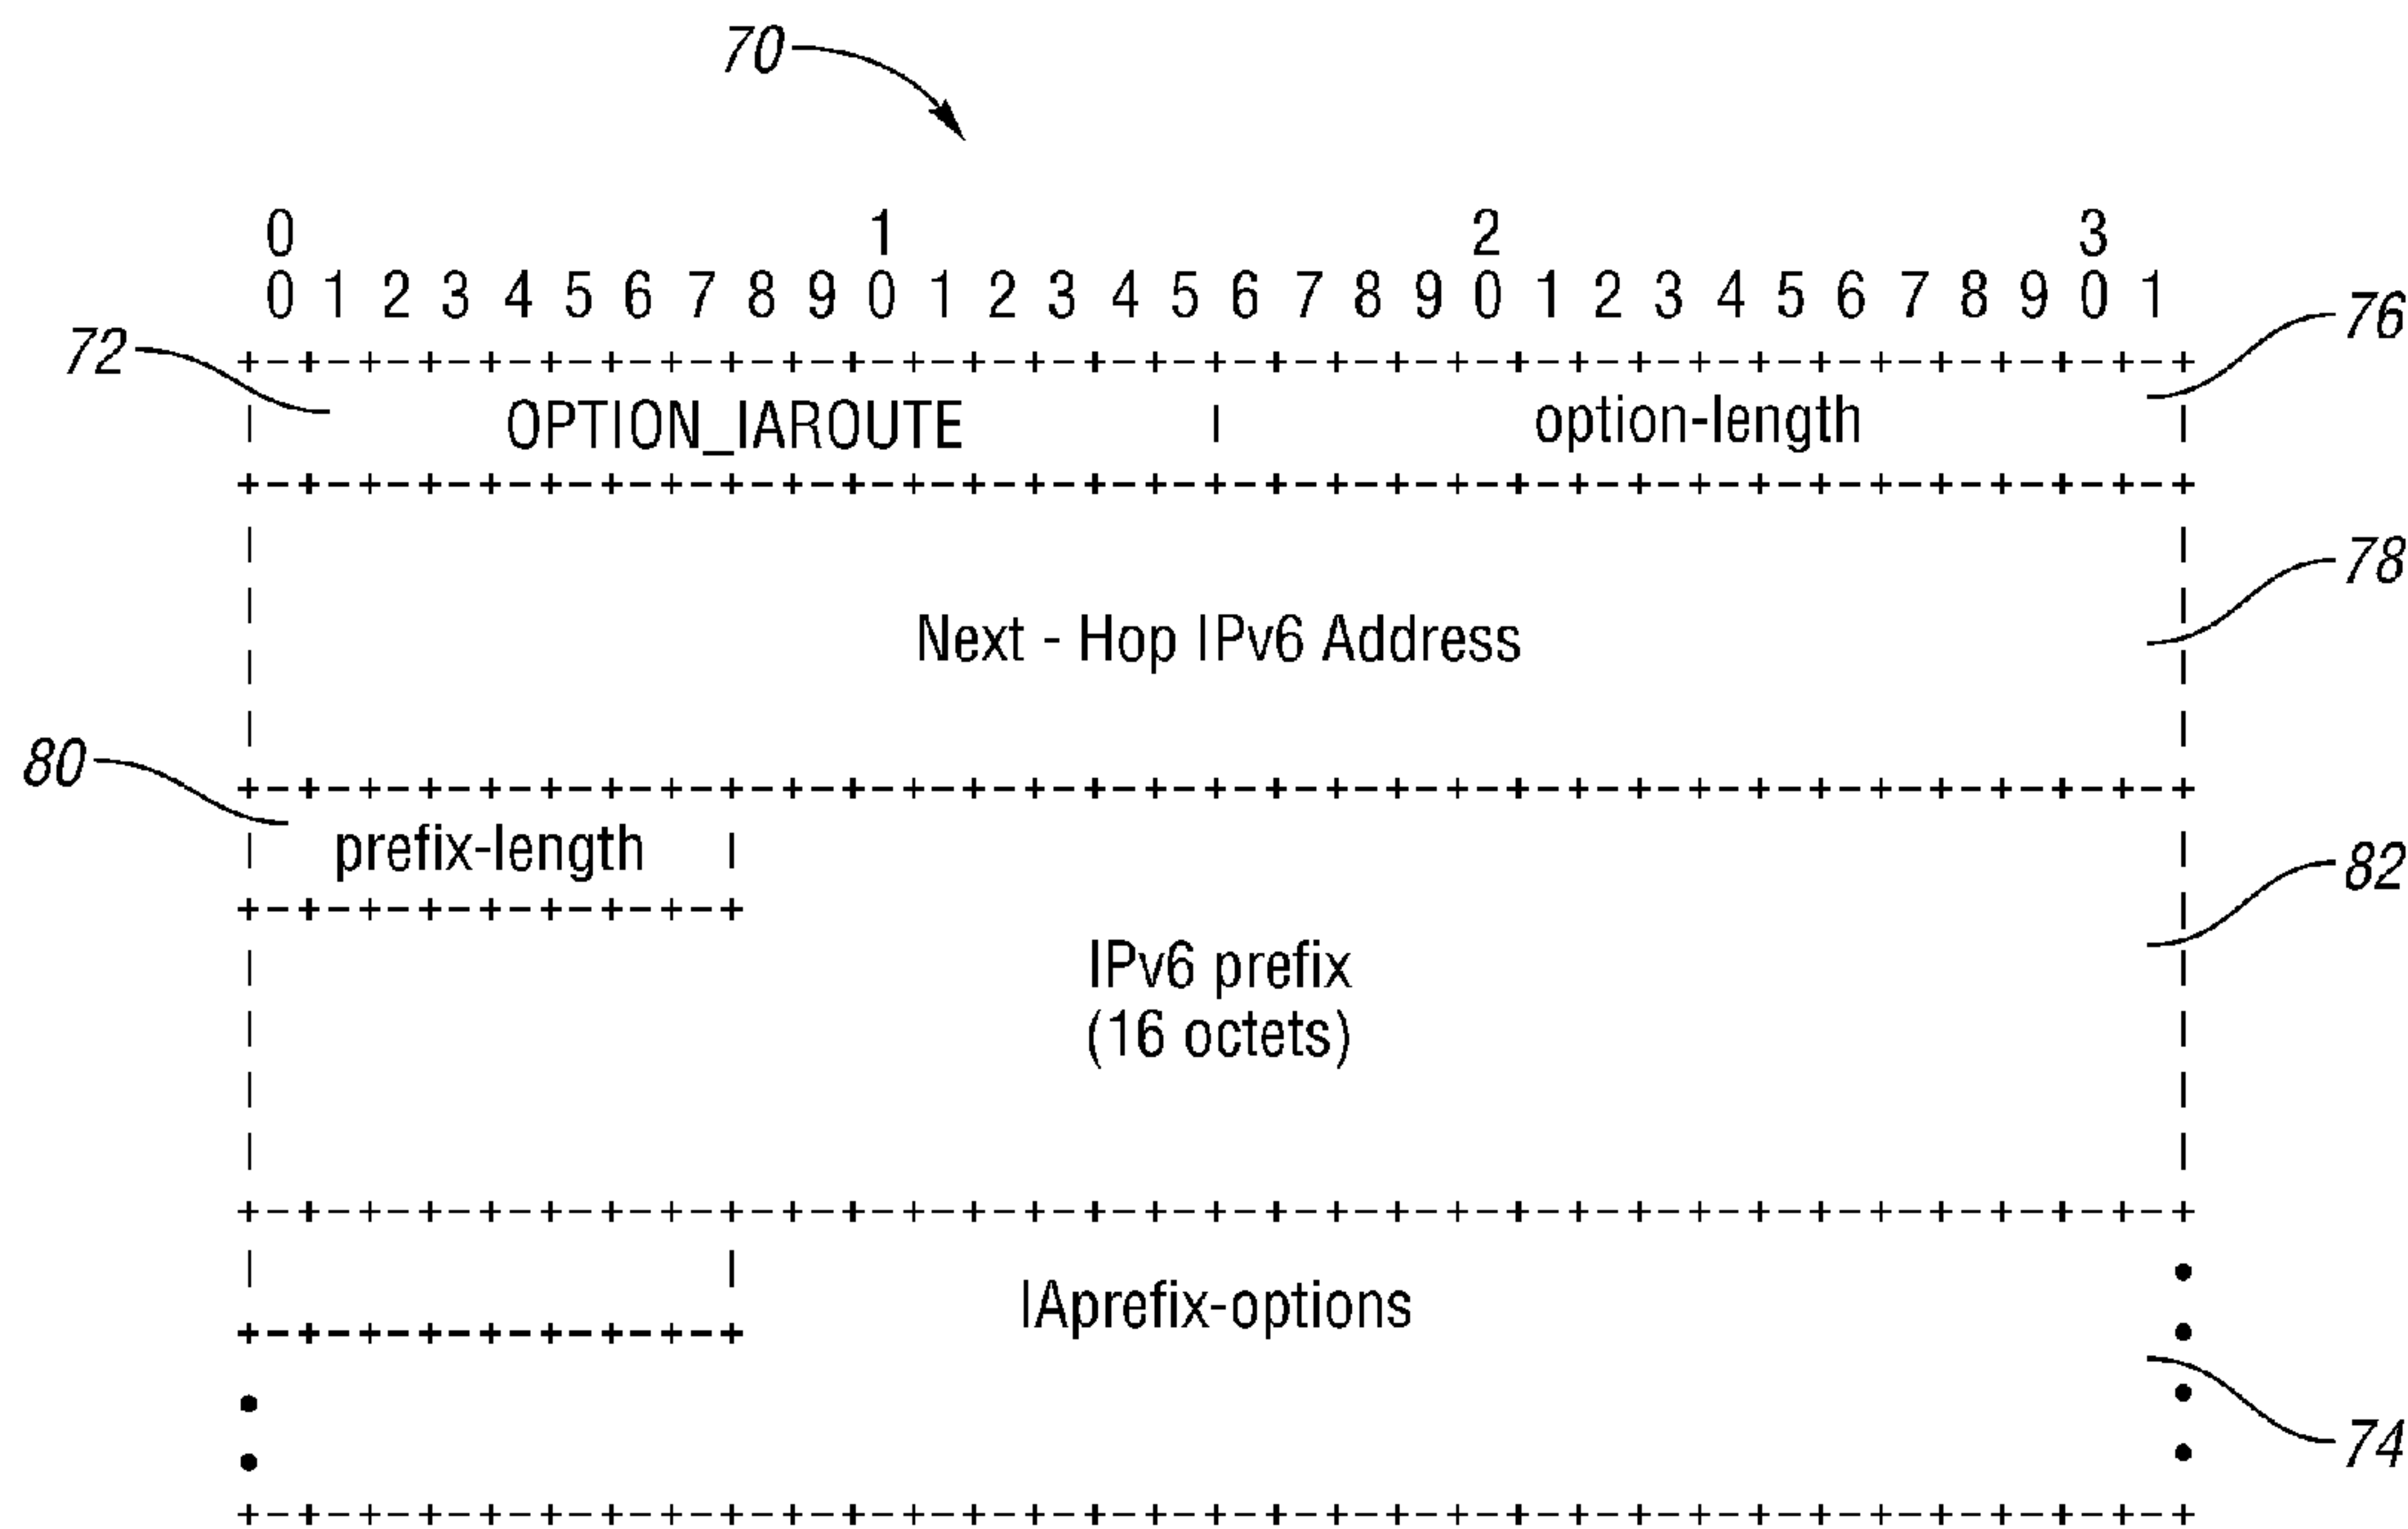 70
0 1 2 3
0 1 2 3 4 5 6 7 8 9 0 1 2 3 4 5 6 7 8 9 0 1 2 3 4 5 6 7 8 9 0 1
76
72
+-+-+-+-+-+-+-+-+-+-+-+-+-+-+-+-+-+-+-+-+-+-+-+-+-+-+-+-+-+-+-+-+
| OPTION_IAROUTE | option-length |
+-+-+-+-+-+-+-+-+-+-+-+-+-+-+-+-+-+-+-+-+-+-+-+-+-+-+-+-+-+-+-+-+
78
Next - Hop IPv6 Address
80
+-+-+-+-+-+-+-+-+-+-+-+-+-+-+-+-+-+-+-+-+-+-+-+-+-+-+-+-+-+-+-+-+
| prefix-length |
82
+-+-+-+-+-+-+-+-+
IPv6 prefix
(16 octets)
+-+-+-+-+-+-+-+-+-+-+-+-+-+-+-+-+-+-+-+-+-+-+-+-+-+-+-+-+-+-+-+-+
IAprefix-options
+-+-+-+-+-+-+-+-+
74
+-+-+-+-+-+-+-+-+-+-+-+-+-+-+-+-+-+-+-+-+-+-+-+-+-+-+-+-+-+-+-+-+